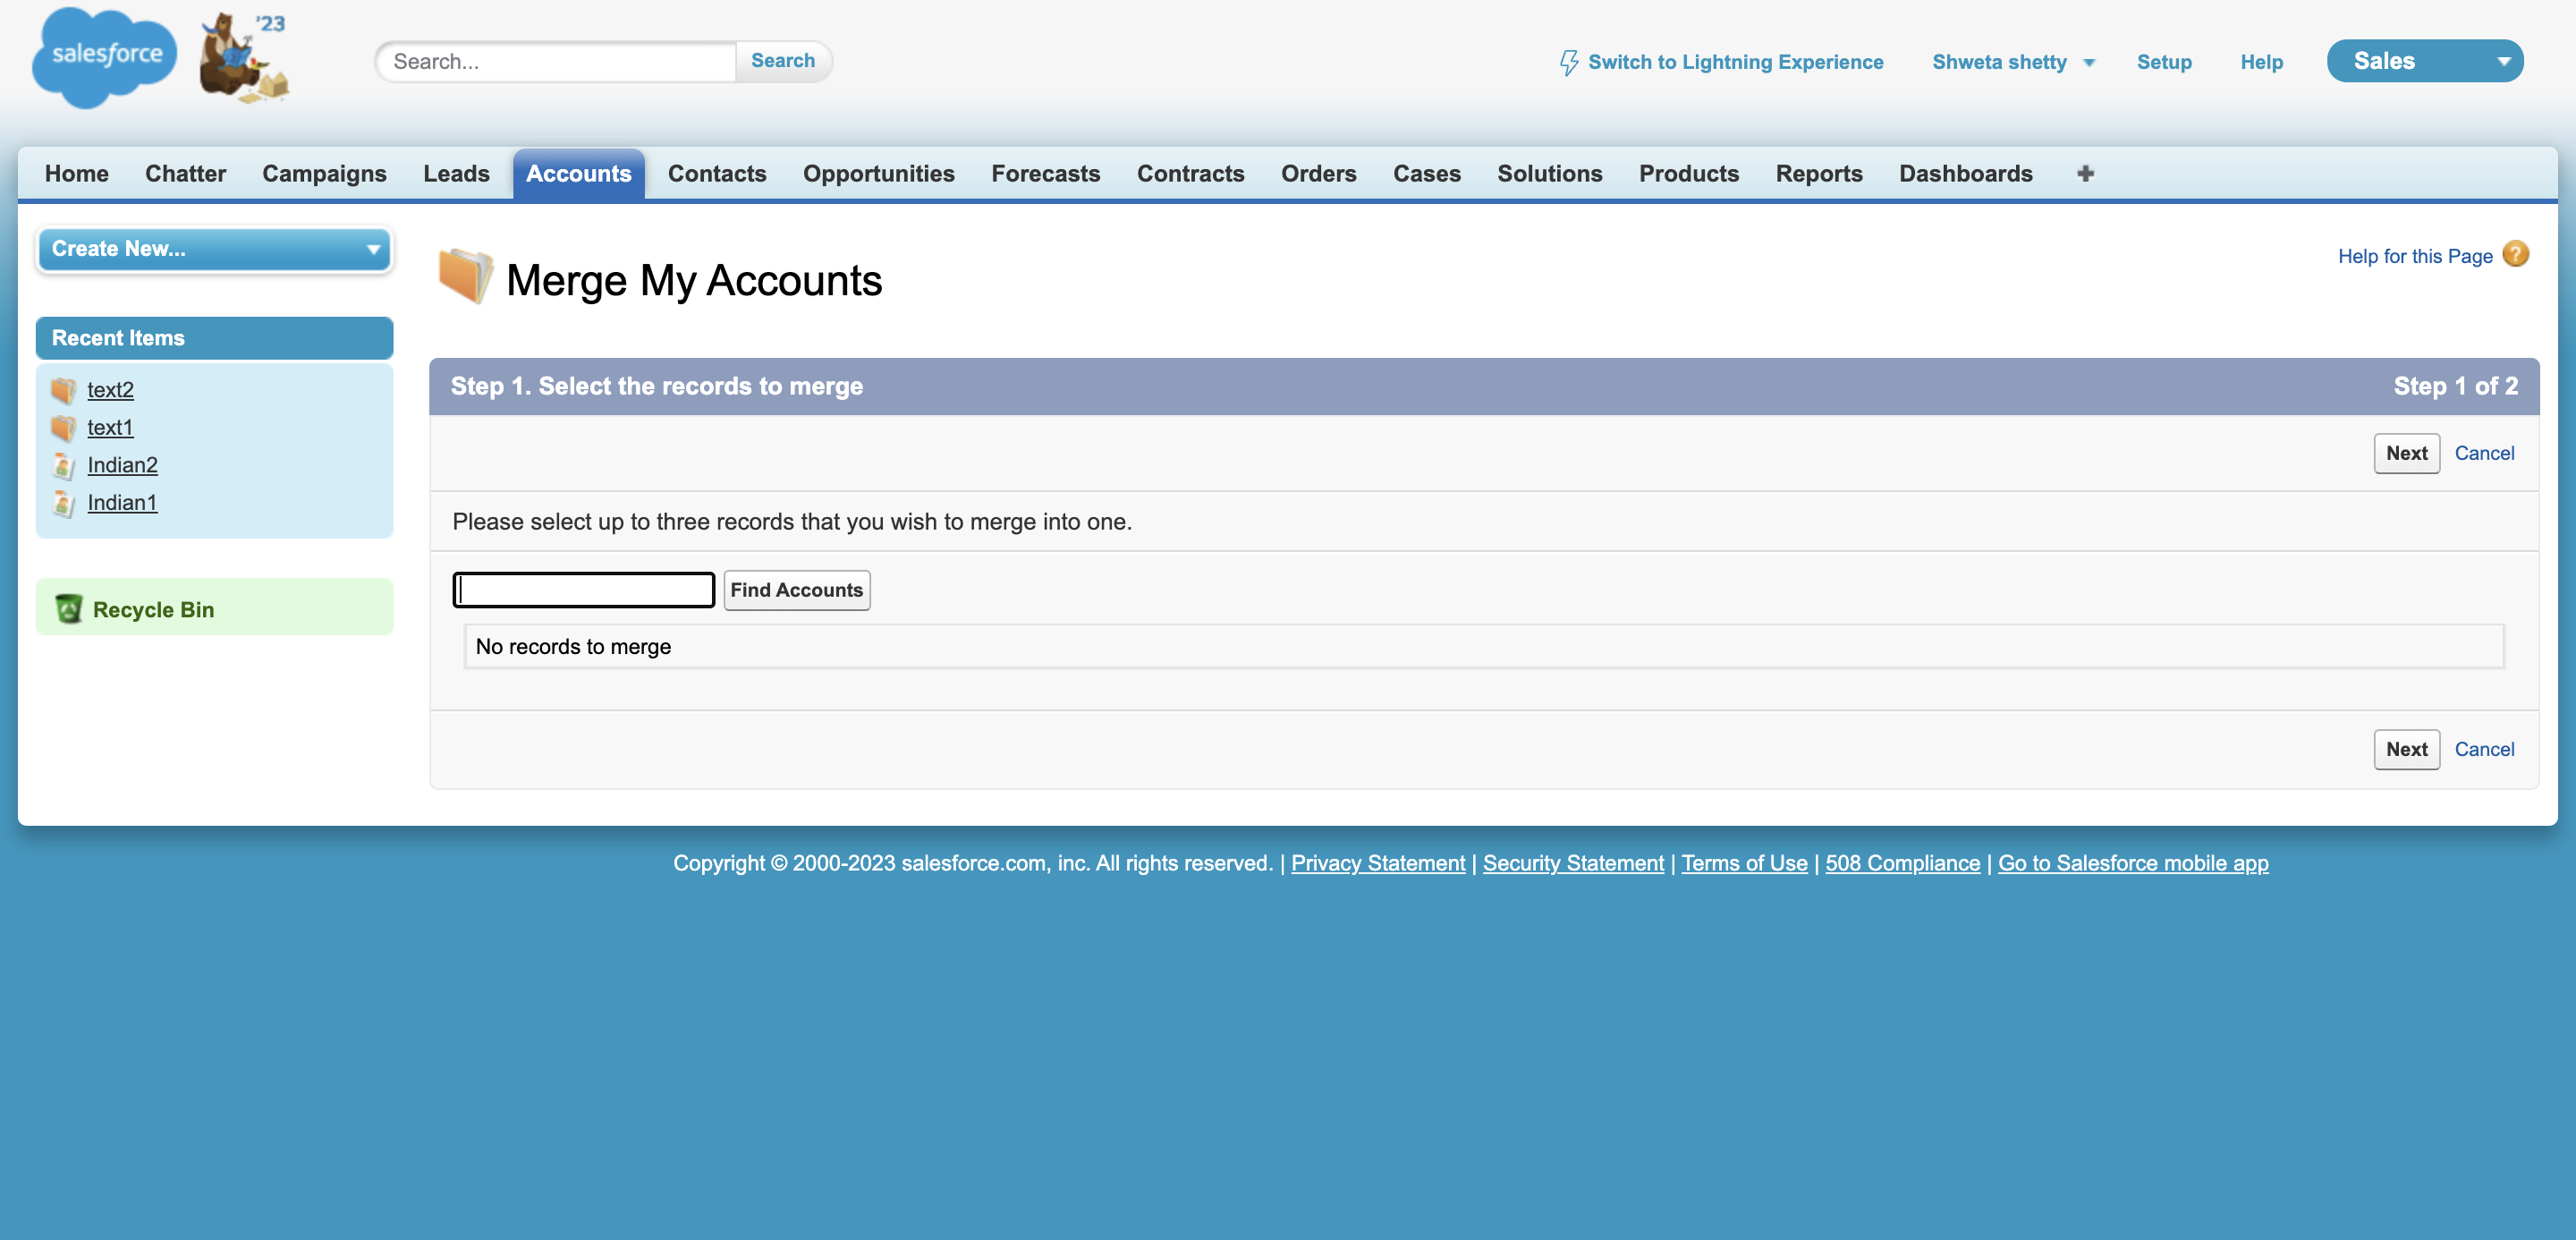 salesforce
'23
Search...
Search
Switch to Lightning Experience
Shweta shetty
Setup
Help
Sales
Home
Chatter
Campaigns
Leads
Accounts
Contacts
Opportunities
Forecasts
Contracts
Orders
Cases
Solutions
Products
Reports
Dashboards
Create New...
Recent Items
text2
text1
Indian2
Indian1
Recycle Bin
Merge My Accounts
Help for this Page ?
Step 1. Select the records to merge
Step 1 of 2
Next Cancel
Please select up to three records that you wish to merge into one.
Find Accounts
No records to merge
Next Cancel
Copyright © 2000-2023 salesforce.com, inc. All rights reserved. | Privacy Statement | Security Statement | Terms of Use | 508 Compliance | Go to Salesforce mobile app